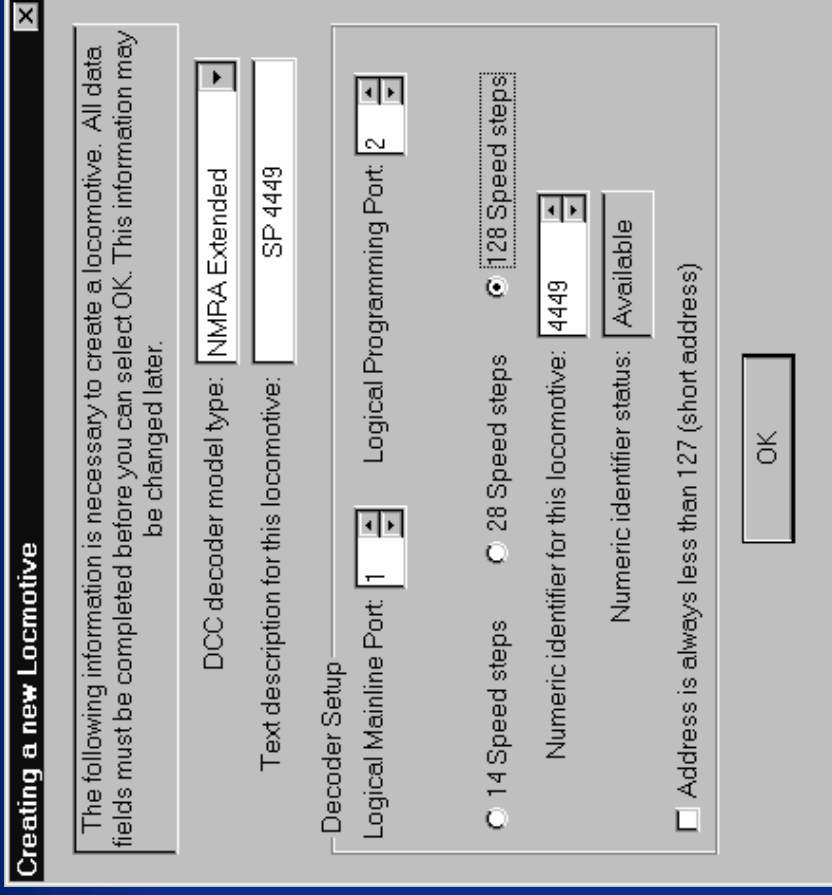 Creating a new Locmotive
The following information is necessary to create a locomotive.  All data
fields must be completed before you can select OK. This information may
be changed later.
DCC decoder model type: NMRA Extended
Text description for this locomotive: SP 4449
Decoder Setup
Logical Mainline Port: 1 Logical Programming Port: 2
14 Speed steps 28 Speed steps 128 Speed steps
Numeric identifier for this locomotive: 4449
Numeric identifier status: Available
Address is always less than 127 (short address)
OK